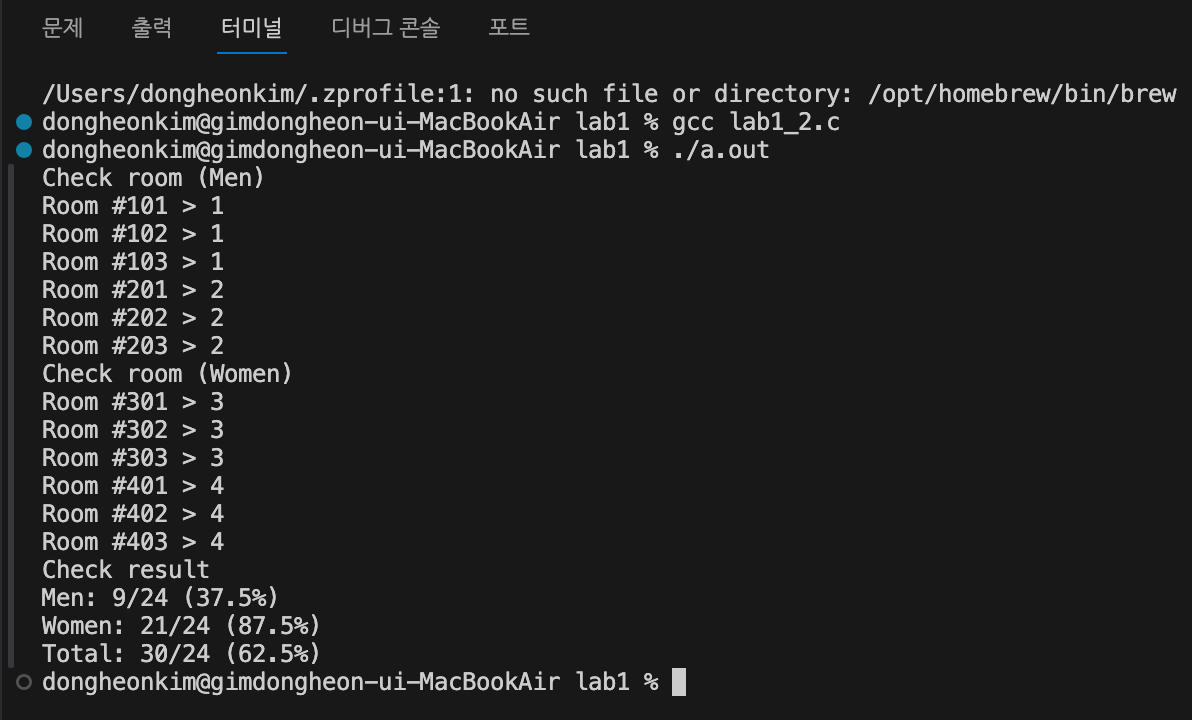 문제 출력 터미널 디버그 콘솔 포트
/Users/dongheonkim/.zprofile:1: no such file or directory: /opt/homebrew/bin/brew
dongheonkim@gimdongheon-ui-MacBookAir lab1 % gcc lab1_2.c
dongheonkim@gimdongheon-ui-MacBookAir lab1 % ./a.out
Check room (Men)
Room #101 > 1
Room #102 > 1
Room #103 > 1
Room #201 > 2
Room #202 > 2
Room #203 > 2
Check room (Women)
Room #301 > 3
Room #302 > 3
Room #303 > 3
Room #401 > 4
Room #402 > 4
Room #403 > 4
Check result
Men: 9/24 (37.5%)
Women: 21/24 (87.5%)
Total: 30/24 (62.5%)
dongheonkim@gimdongheon-ui-MacBookAir lab1 %